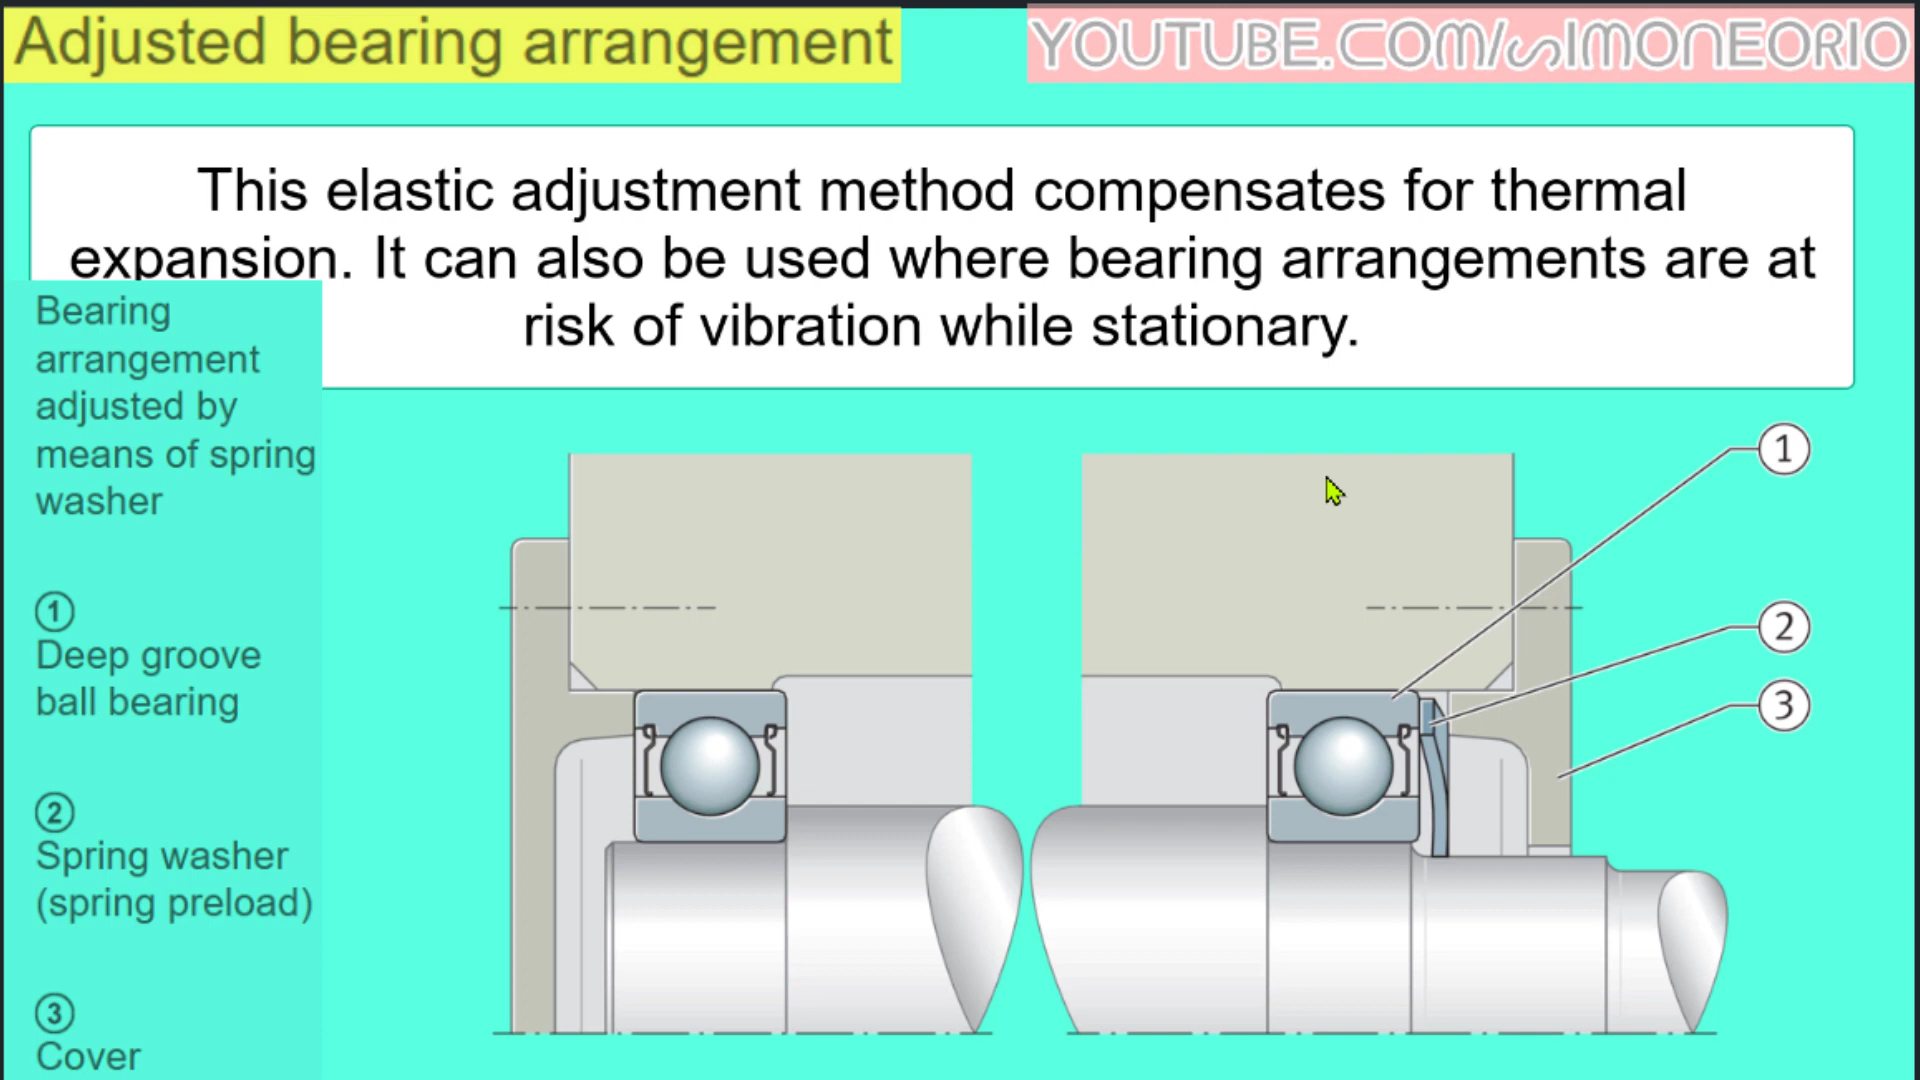 Adjusted bearing arrangement
YOUTUBE.COM/SIMONEORIO
This elastic adjustment method compensates for thermal
expansion. It can also be used where bearing arrangements are at
risk of vibration while stationary.
Bearing
arrangement
adjusted by
means of spring
washer
1
Deep groove
ball bearing
2
Spring washer
(spring preload)
3
Cover
1
2
3